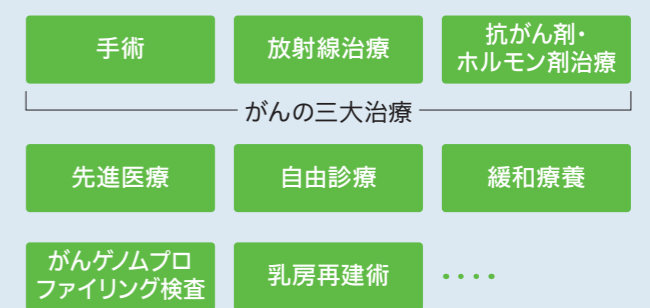 手術
放射線治療
抗がん剤・
ホルモン剤治療
がんの三大治療
先進医療
自由診療
緩和療養
がんゲノムプロ
ファイリング検査
乳房再建術
・・・・